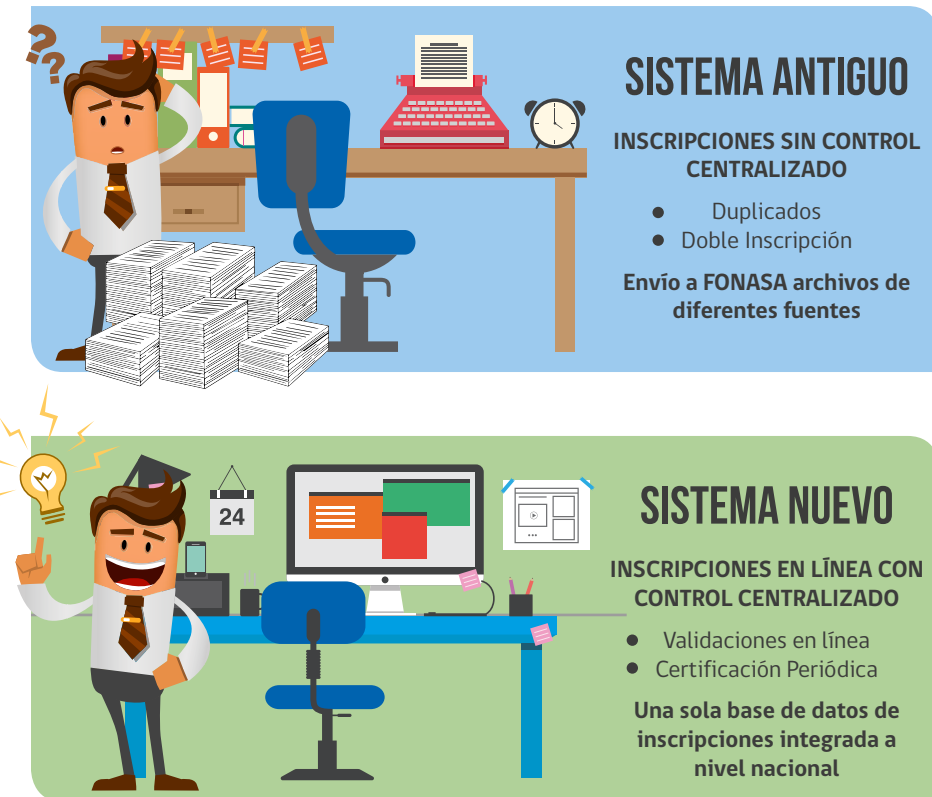 ??
SISTEMA ANTIGUO
INSCRIPCIONES SIN CONTROL
CENTRALIZADO
● Duplicados
● Doble Inscripción
Envío a FONASA archivos de
diferentes fuentes
24
SISTEMA NUEVO
INSCRIPCIONES EN LÍNEA CON
CONTROL CENTRALIZADO
● Validaciones en línea
● Certificación Periódica
Una sola base de datos de
inscripciones integrada a
nivel nacional